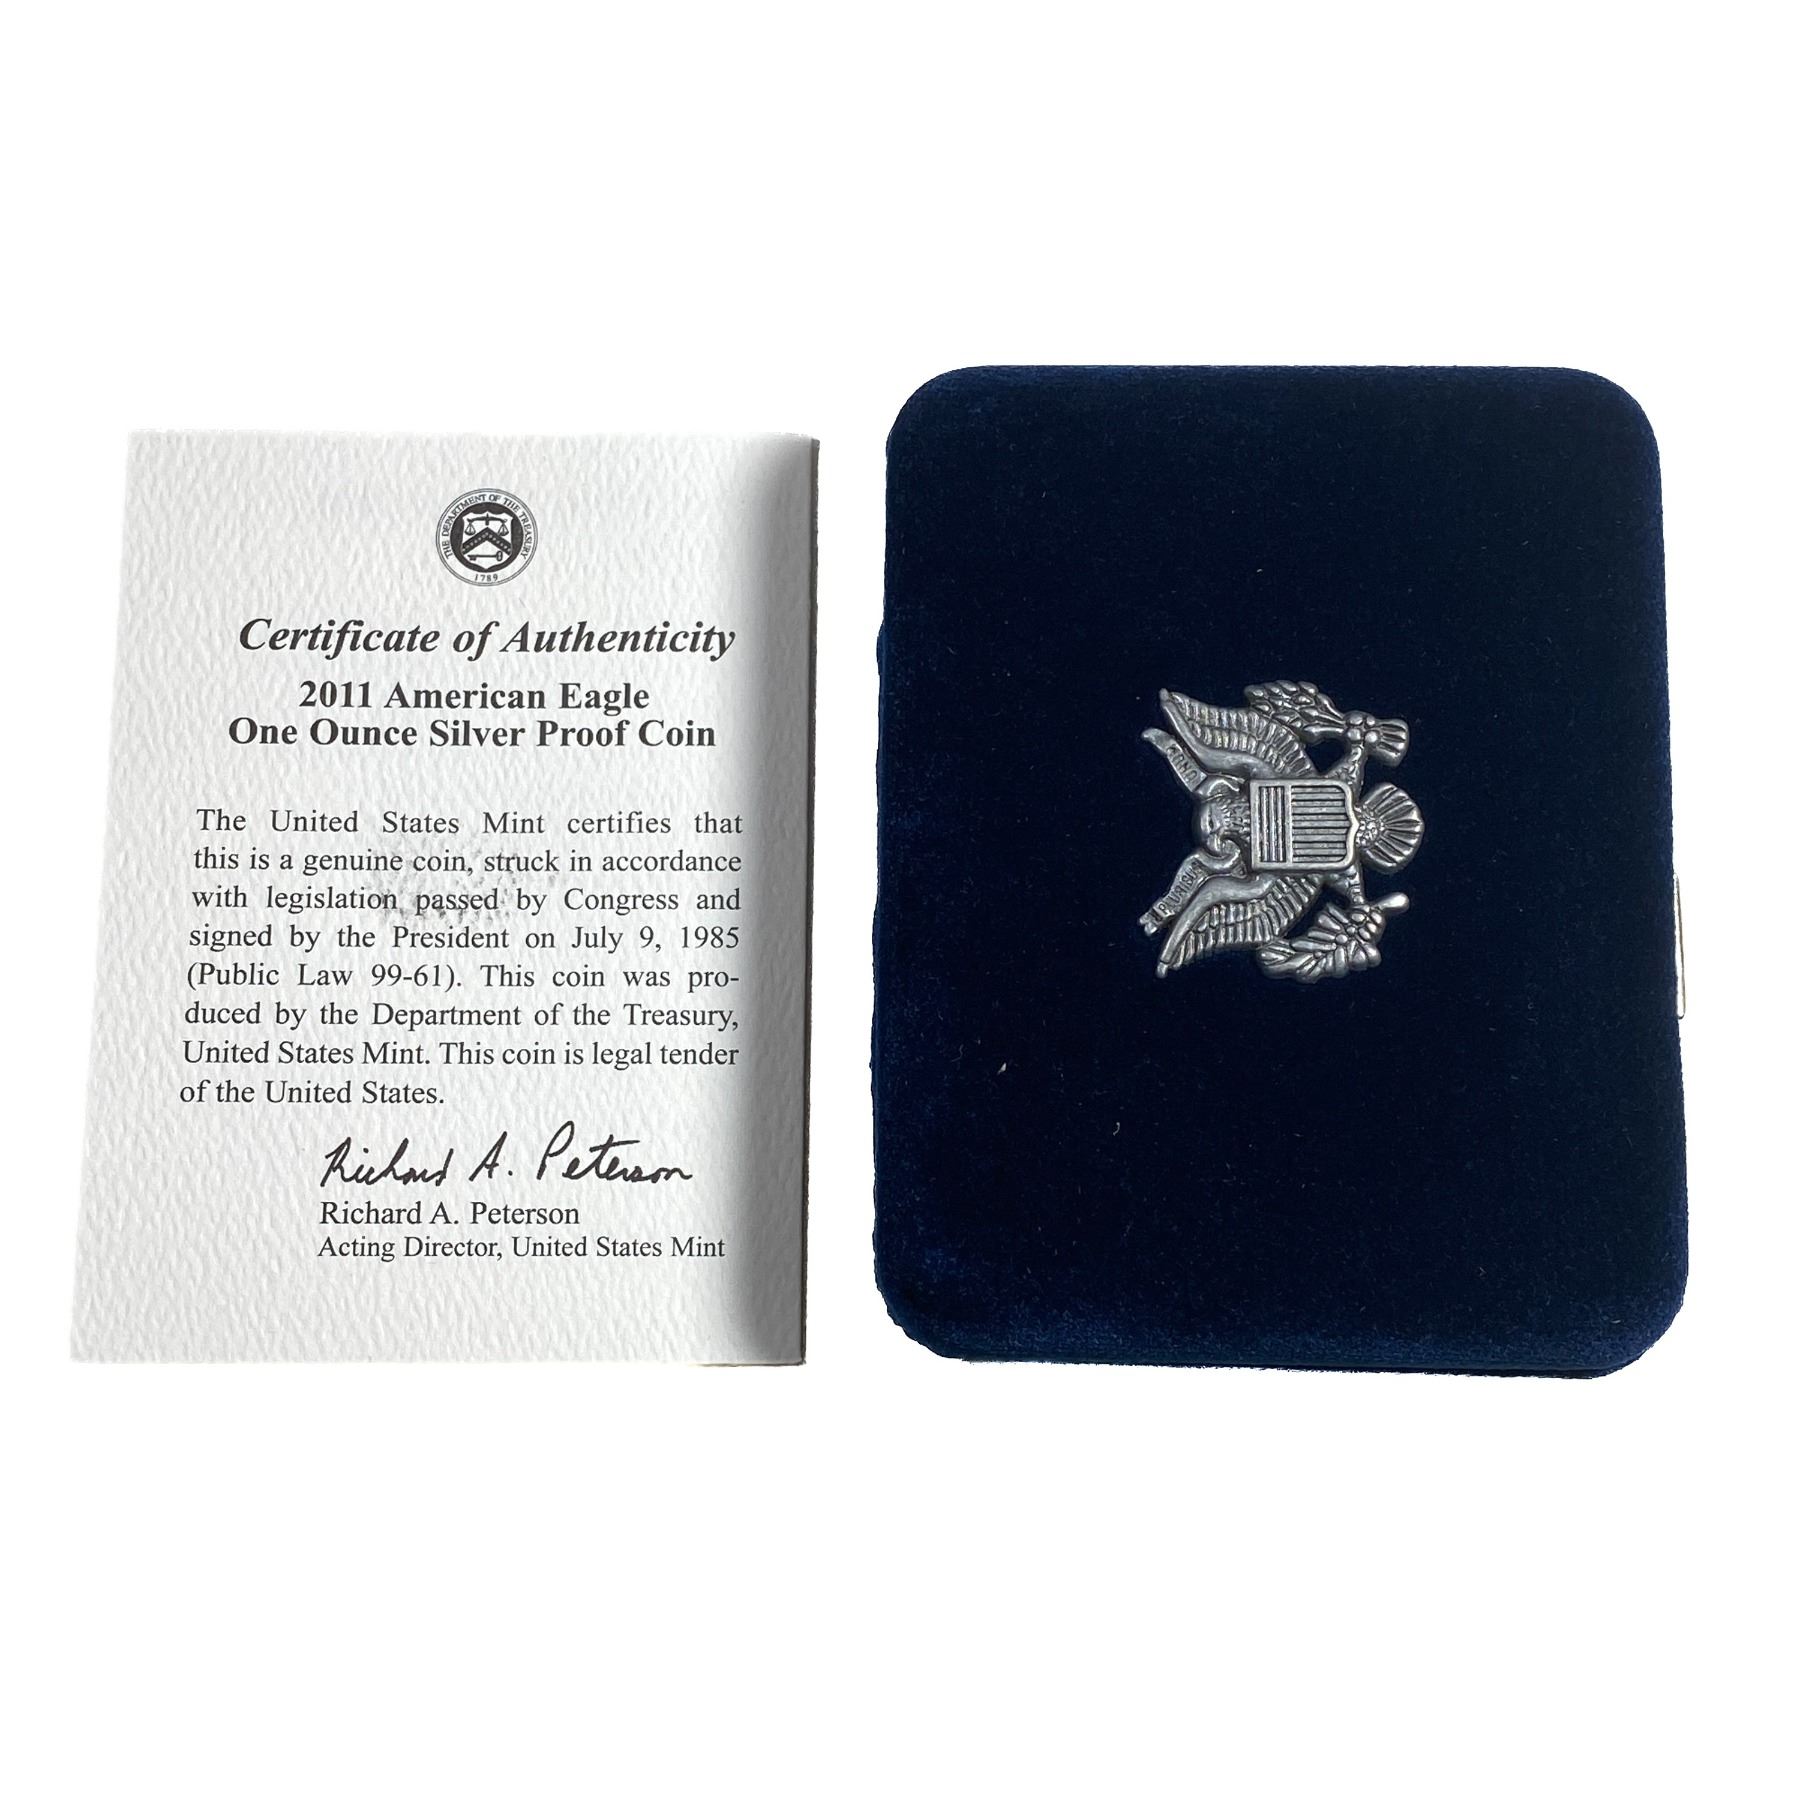 THE DEPARTMENT OF THE TREASURY
1789
Certificate of Authenticity
2011 American Eagle
One Ounce Silver Proof Coin
The United States Mint certifies that
this is a genuine coin, struck in accordance
with legislation passed by Congress and
signed by the President on July 9, 1985
(Public Law 99-61). This coin was pro-
duced by the Department of the Treasury,
United States Mint. This coin is legal tender
of the United States.
Richard A. Peterson
Richard A. Peterson
Acting Director, United States Mint
UNUM